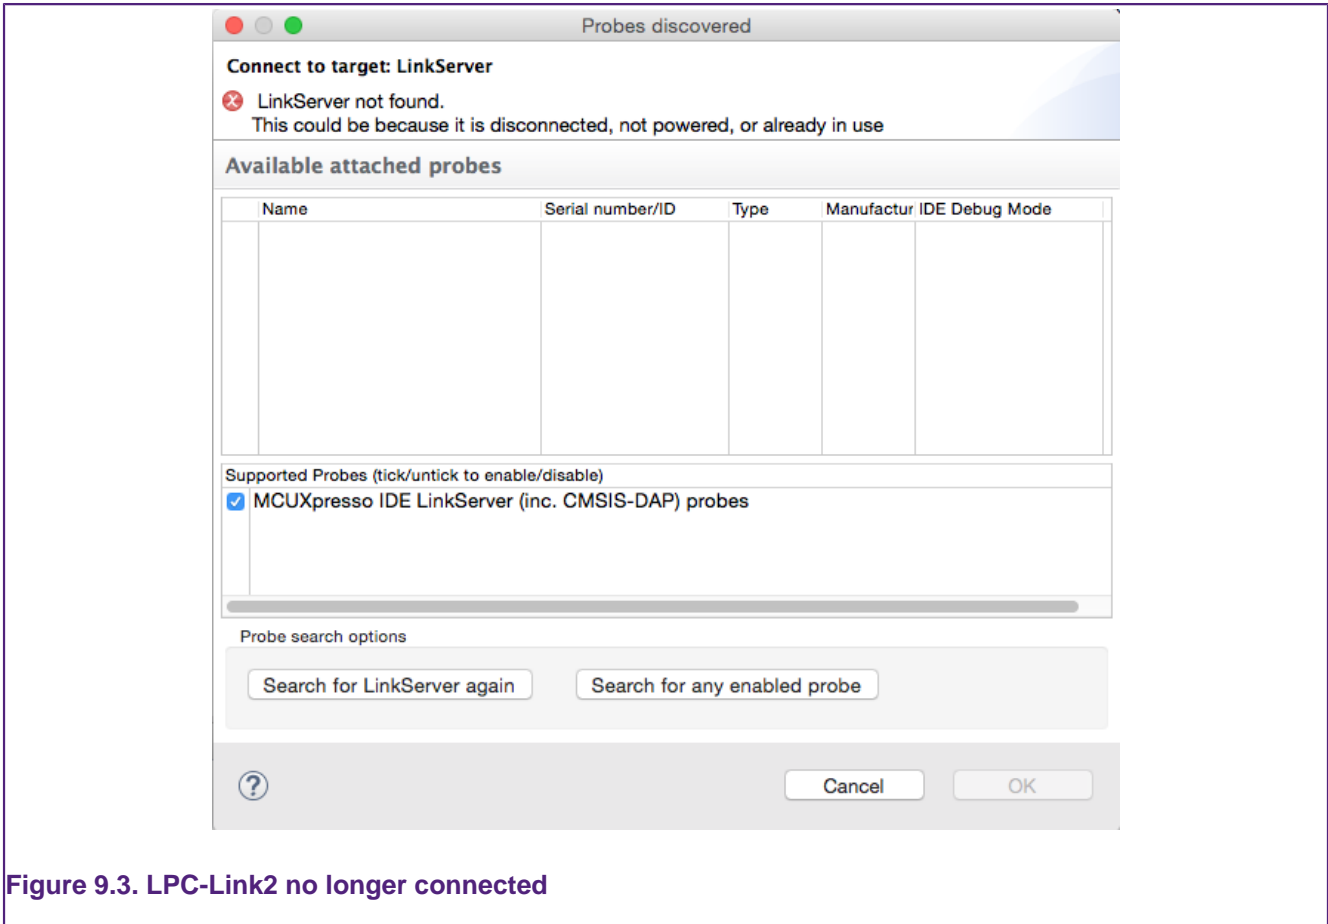 Probes discovered
Connect to target: LinkServer
LinkServer not found.
This could be because it is disconnected, not powered, or already in use
Available attached probes
Name Serial number/ID Type Manufactur IDE Debug Mode
Supported Probes (tick/untick to enable/disable)
MCUXpresso IDE LinkServer (inc. CMSIS-DAP) probes
Probe search options
Search for LinkServer again Search for any enabled probe
? Cancel OK
Figure 9.3. LPC-Link2 no longer connected